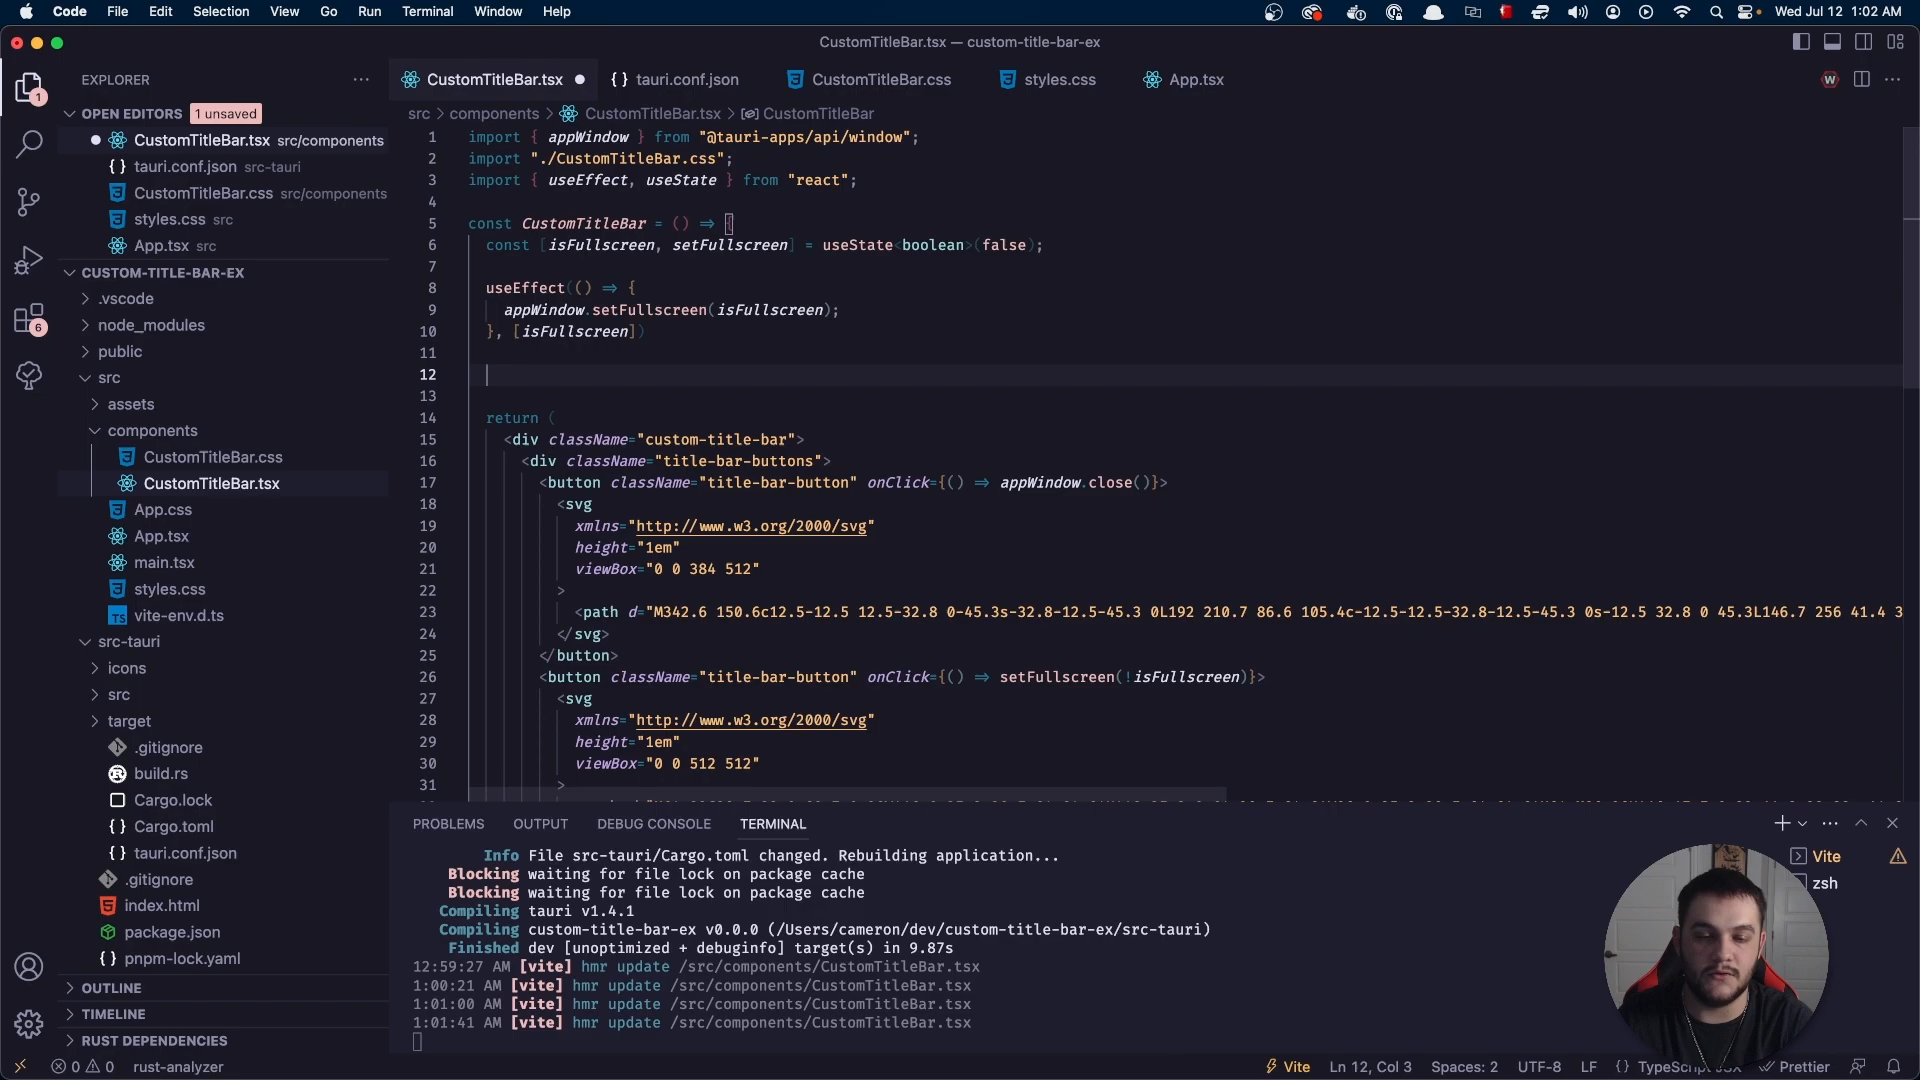 Code File Edit Selection View Go Run Terminal Window Help
Wed Jul 12 1:02 AM
CustomTitleBar.tsx — custom-title-bar-ex
EXPLORER
OPEN EDITORS 1 unsaved
CustomTitleBar.tsx src/components
{ } tauri.conf.json src-tauri
CustomTitleBar.css src/components
styles.css src
App.tsx src
CUSTOM-TITLE-BAR-EX
.vscode
node_modules
public
src
assets
components
CustomTitleBar.css
CustomTitleBar.tsx
App.css
App.tsx
main.tsx
styles.css
TS vite-env.d.ts
src-tauri
icons
src
target
.gitignore
build.rs
Cargo.lock
{ } Cargo.toml
{ } tauri.conf.json
.gitignore
index.html
package.json
{ } pnpm-lock.yaml
OUTLINE
TIMELINE
RUST DEPENDENCIES
1
6
CustomTitleBar.tsx { } tauri.conf.json CustomTitleBar.css styles.css App.tsx
W
src > components > CustomTitleBar.tsx > CustomTitleBar
1 import { appWindow } from "@tauri-apps/api/window";
2 import "./CustomTitleBar.css";
3 import { useEffect, useState } from "react";
4
5 const CustomTitleBar = () => {
6 const [isFullscreen, setFullscreen] = useState<boolean>(false);
7
8 useEffect(() => {
9 appWindow.setFullscreen(isFullscreen);
10 }, [isFullscreen])
11
12
13
14 return (
15 <div className="custom-title-bar">
16 <div className="title-bar-buttons">
17 <button className="title-bar-button" onClick={() => appWindow.close()}>
18 <svg
19 xmlns="http://www.w3.org/2000/svg"
20 height="1em"
21 viewBox="0 0 384 512"
22 >
23 <path d="M342.6 150.6c12.5-12.5 12.5-32.8 0-45.3s-32.8-12.5-45.3 0L192 210.7 86.6 105.4c-12.5-12.5-32.8-12.5-45.3 0s-12.5 32.8 0 45.3L146.7 256 41.4 3
24 </svg>
25 </button>
26 <button className="title-bar-button" onClick={() => setFullscreen(!isFullscreen)}>
27 <svg
28 xmlns="http://www.w3.org/2000/svg"
29 height="1em"
30 viewBox="0 0 512 512"
31 >
PROBLEMS OUTPUT DEBUG CONSOLE TERMINAL
Info File src-tauri/Cargo.toml changed. Rebuilding application...
Blocking waiting for file lock on package cache
Blocking waiting for file lock on package cache
Compiling tauri v1.4.1
Compiling custom-title-bar-ex v0.0.0 (/Users/cameron/dev/custom-title-bar-ex/src-tauri)
Finished dev [unoptimized + debuginfo] target(s) in 9.87s
12:59:27 AM [vite] hmr update /src/components/CustomTitleBar.tsx
1:00:21 AM [vite] hmr update /src/components/CustomTitleBar.tsx
1:01:00 AM [vite] hmr update /src/components/CustomTitleBar.tsx
1:01:41 AM [vite] hmr update /src/components/CustomTitleBar.tsx
Vite
zsh
0 0 rust-analyzer
Vite Ln 12, Col 3 Spaces: 2 UTF-8 LF { } TypeScript JSX Prettier